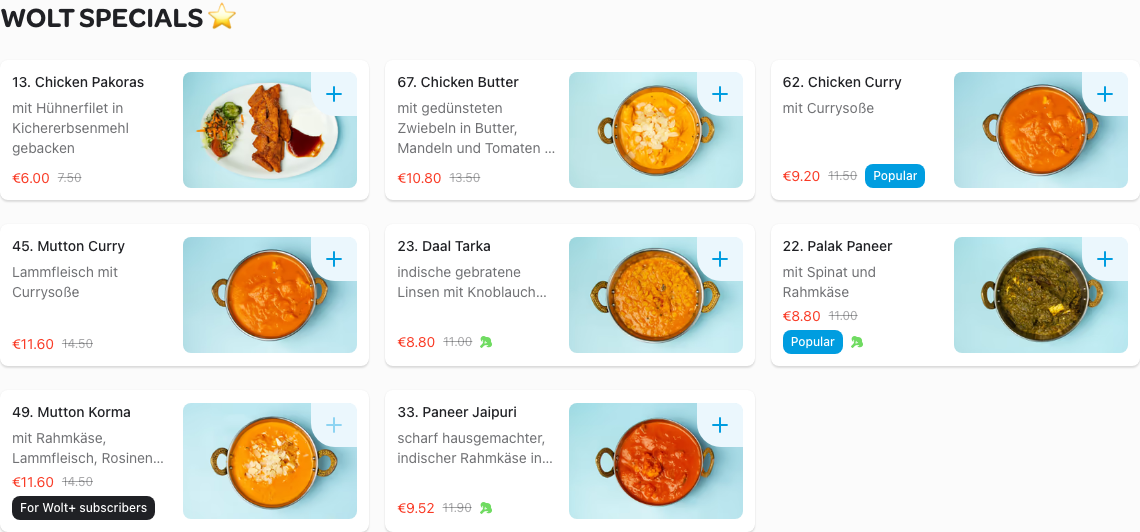 WOLT SPECIALS ⭐
13. Chicken Pakoras
mit Hühnerfilet in
Kichererbsenmehl
gebacken
€6.00 7.50
67. Chicken Butter
mit gedünsteten
Zwiebeln in Butter,
Mandeln und Tomaten ...
€10.80 13.50
62. Chicken Curry
mit Currysoße
€9.20 11.50 Popular
45. Mutton Curry
Lammfleisch mit
Currysoße
€11.60 14.50
23. Daal Tarka
indische gebratene
Linsen mit Knoblauch...
€8.80 11.00
22. Palak Paneer
mit Spinat und
Rahmkäse
€8.80 11.00
Popular
49. Mutton Korma
mit Rahmkäse,
Lammfleisch, Rosinen...
€11.60 14.50
For Wolt+ subscribers
33. Paneer Jaipuri
scharf hausgemachter,
indischer Rahmkäse in...
€9.52 11.90